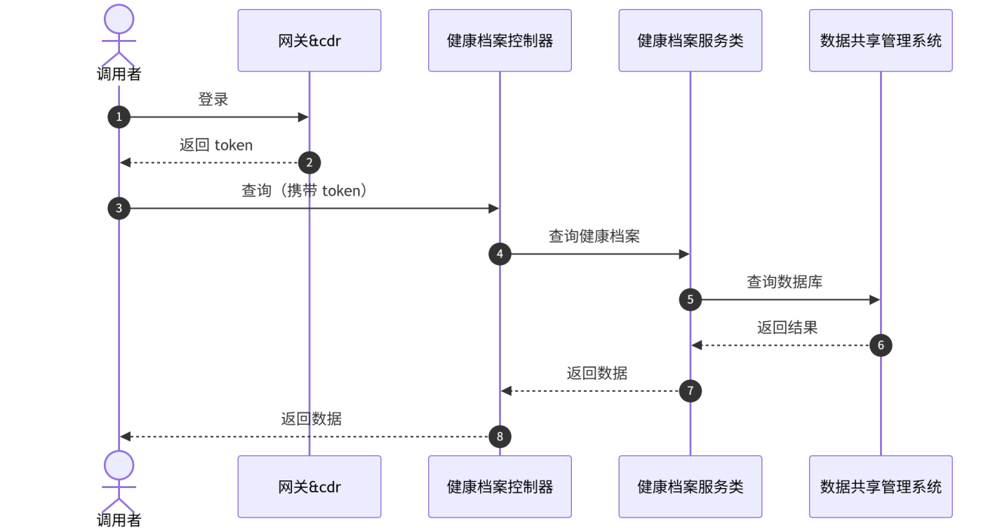 调用者
网关&cdr
健康档案控制器
健康档案服务类
数据共享管理系统
登录
1
返回 token
2
查询（携带 token）
3
查询健康档案
4
查询数据库
5
返回结果
6
返回数据
7
返回数据
8
调用者
网关&cdr
健康档案控制器
健康档案服务类
数据共享管理系统